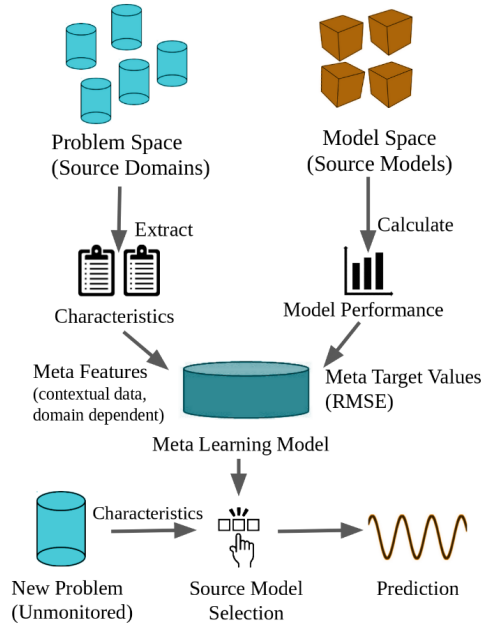 Problem Space
(Source Domains)
Model Space
(Source Models)
Extract
Calculate
Characteristics
Model Performance
Meta Features
(contextual data,
domain dependent)
Meta Target Values
(RMSE)
Meta Learning Model
Characteristics
New Problem
(Unmonitored)
Source Model
Selection
Prediction